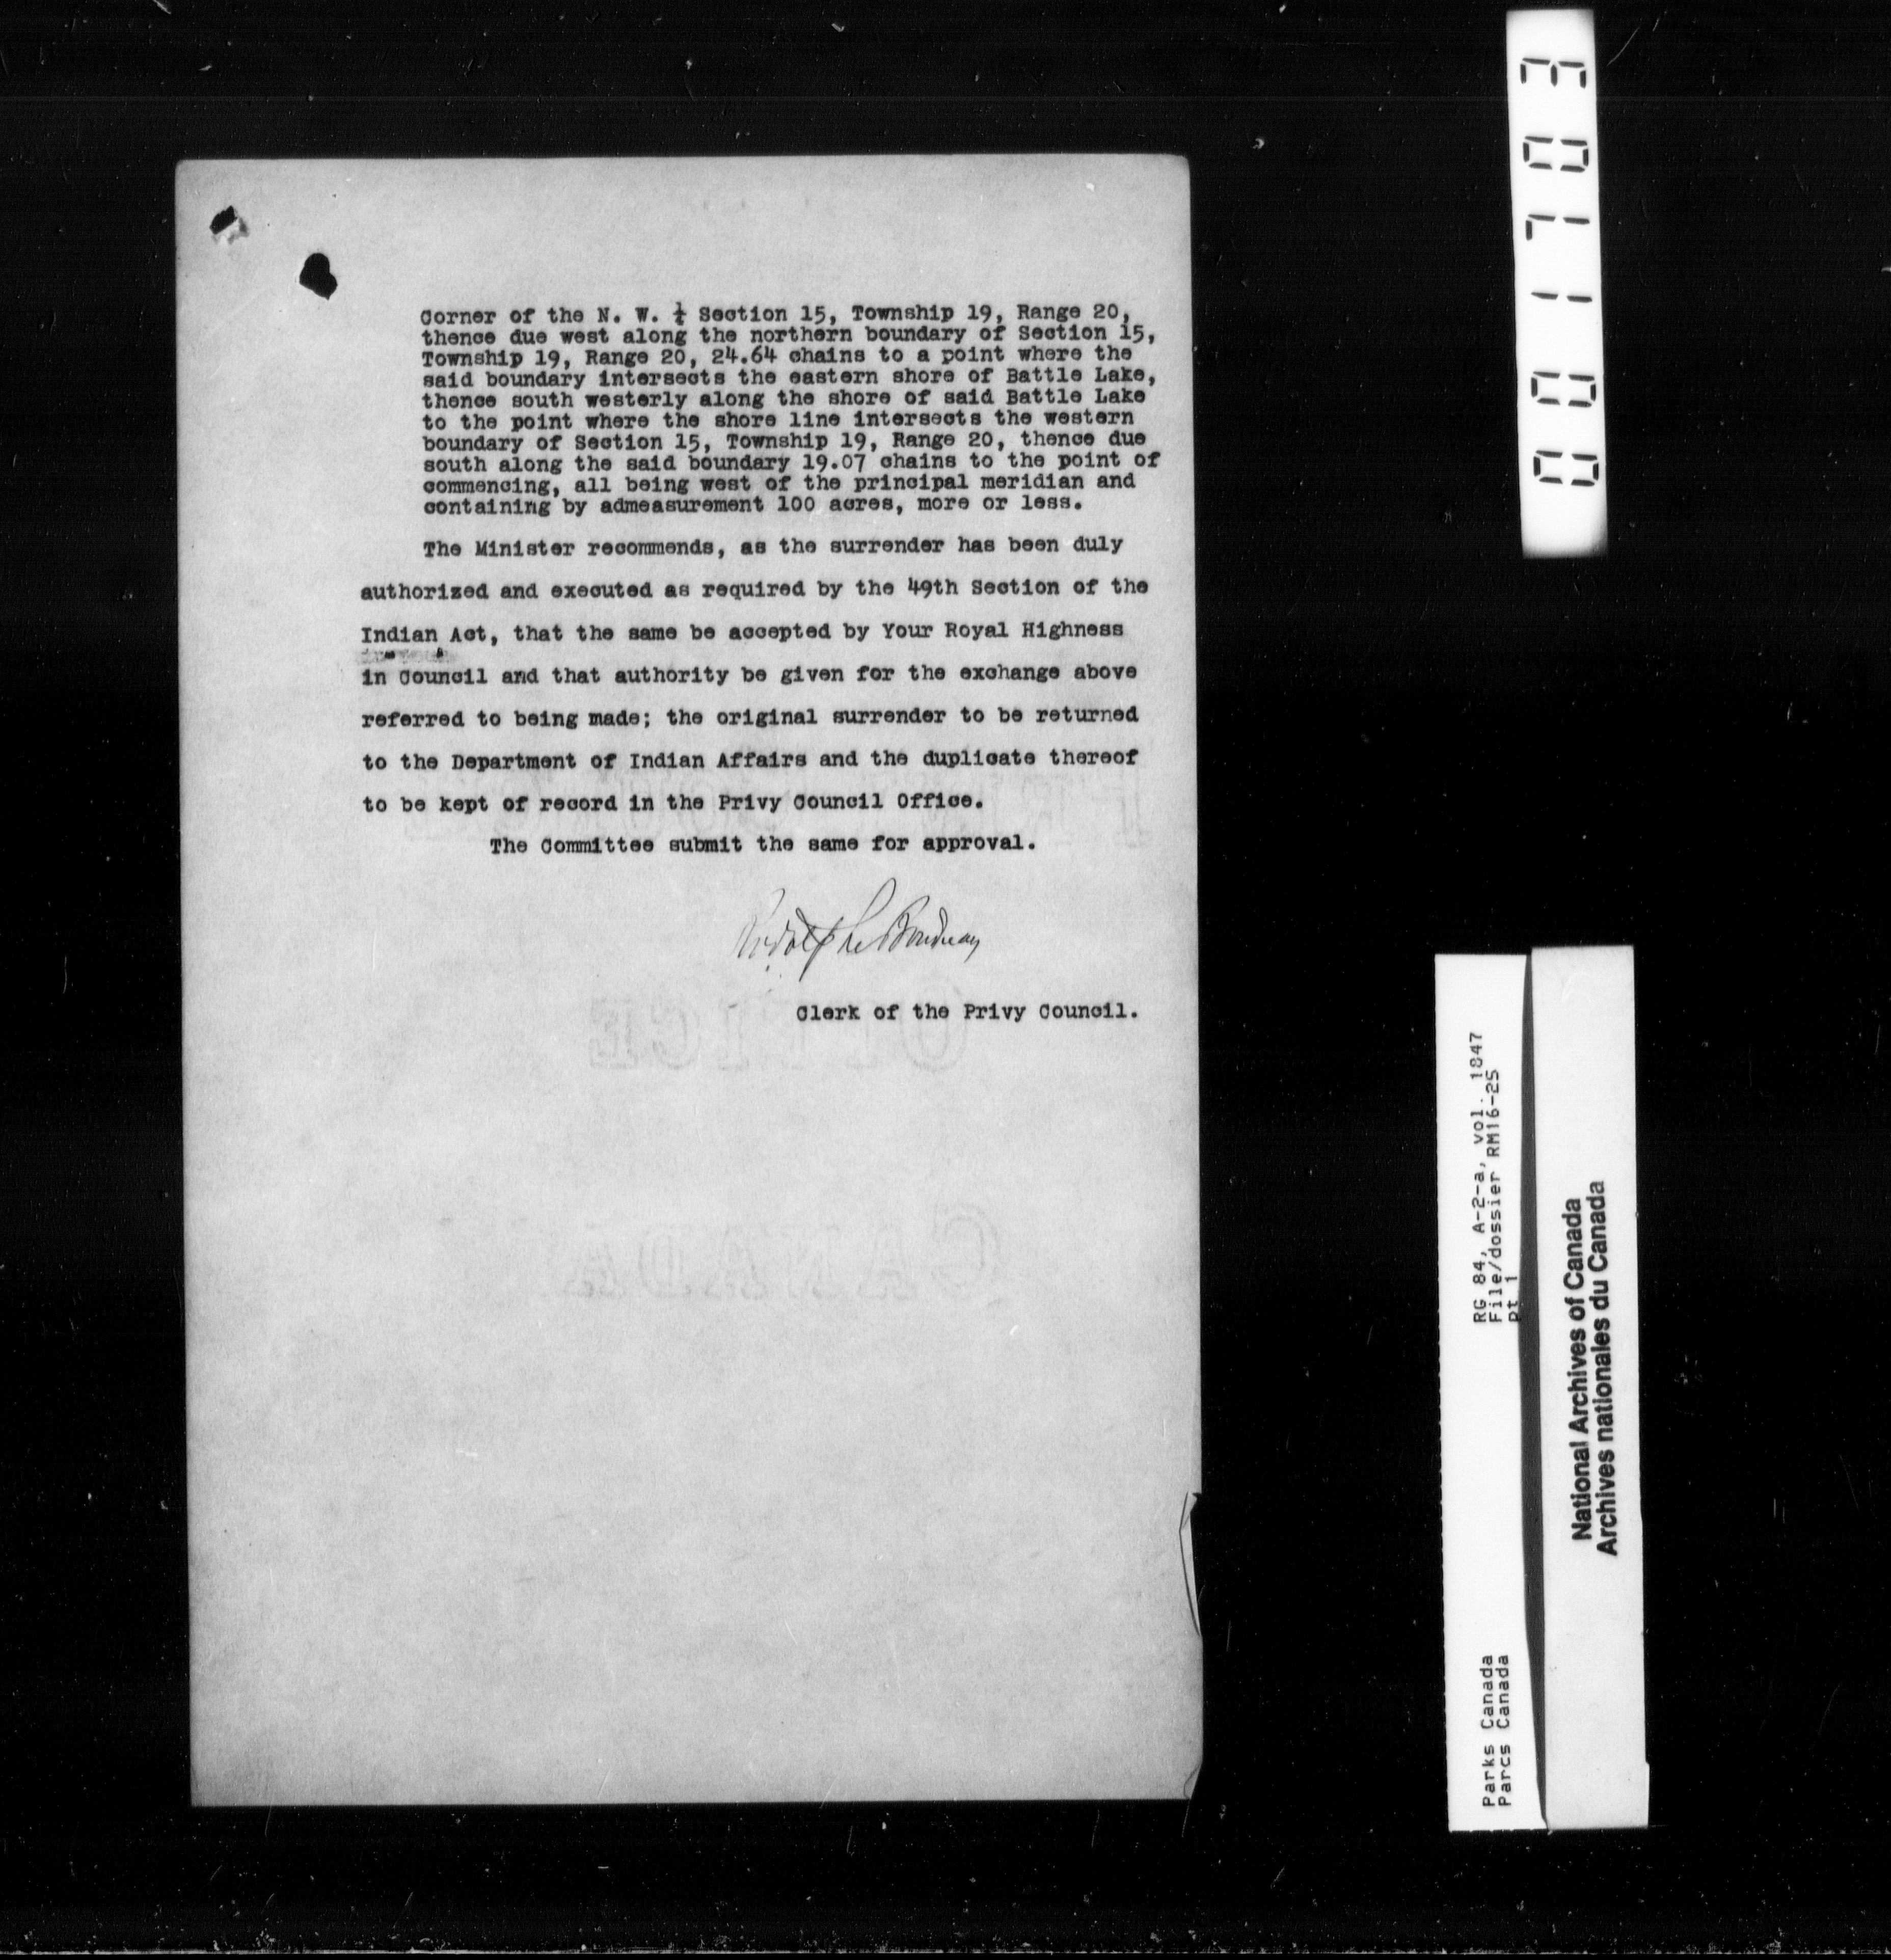 Corner of the N. W. ¼ Section 15, Township 19, Range 20,
thence due west along the northern boundary of Section 15,
Township 19, Range 20, 24.64 chains to a point where the
said boundary intersects the eastern shore of Battle Lake,
thence south westerly along the shore of said Battle Lake
to the point where the shore line intersects the western
boundary of Section 15, Township 19, Range 20, thence due
south along the said boundary 19.07 chains to the point of
commencing, all being west of the principal meridian and
containing by admeasurement 100 acres, more or less.
The Minister recommends, as the surrender has been duly
authorized and executed as required by the 49th Section of the
Indian Act, that the same be accepted by Your Royal Highness
in Council and that authority be given for the exchange above
referred to being made; the original surrender to be returned
to the Department of Indian Affairs and the duplicate thereof
to be kept of record in the Privy Council Office.
The Committee submit the same for approval.
Rodolphe Boudreau
Clerk of the Privy Council.
OFFICE
CANADA.
RG 84, A-2-a, vol. 1847
File/dossier RM16-25
pt 1
Parks Canada
Parcs Canada
National Archives of Canada
Archives nationales du Canada